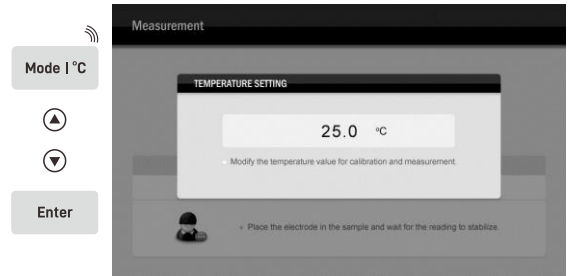 Mode | °C
Enter
Measurement
TEMPERATURE SETTING
25.0 °C
Modify the temperature value for calibration and measurement.
+ Place the electrode in the sample and wait for the reading to stabilize.